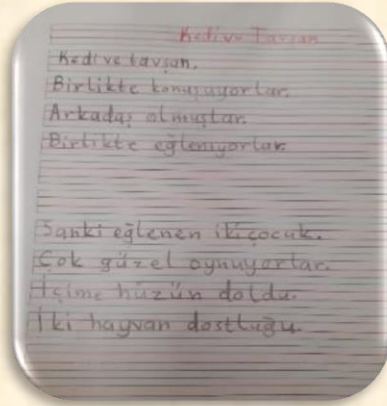 Kedi ve Tavşan
Kedi ve tavşan.
Birlikte konuşuyorlar.
Arkadaş olmuşlar.
Birlikte eğleniyorlar.
Sanki eğlenen iki çocuk.
Çok güzel oynuyorlar.
İçime hüzün doldu.
İki hayvan dostluğu.